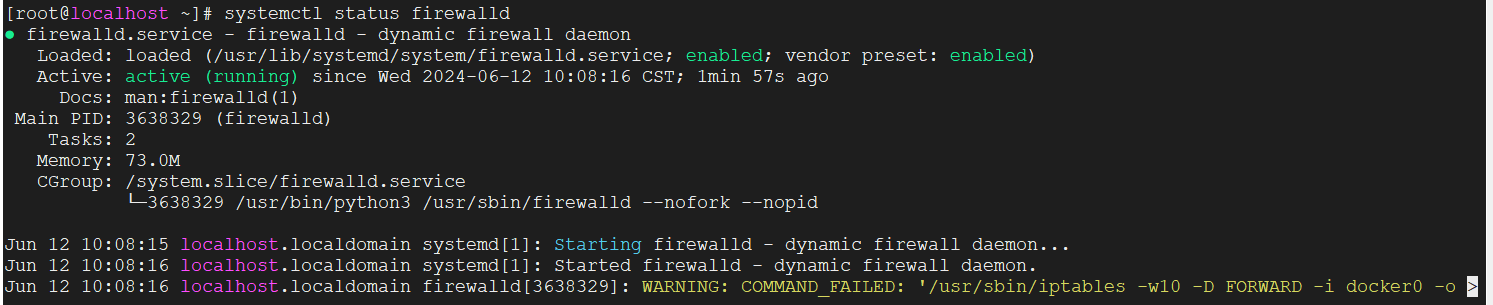 [root@localhost ~]# systemctl status firewalld
● firewalld.service - firewalld - dynamic firewall daemon
   Loaded: loaded (/usr/lib/systemd/system/firewalld.service; enabled; vendor preset: enabled)
   Active: active (running) since Wed 2024-06-12 10:08:16 CST; 1min 57s ago
     Docs: man:firewalld(1)
 Main PID: 3638329 (firewalld)
    Tasks: 2
   Memory: 73.0M
   CGroup: /system.slice/firewalld.service
           └─3638329 /usr/bin/python3 /usr/sbin/firewalld --nofork --nopid
Jun 12 10:08:15 localhost.localdomain systemd[1]: Starting firewalld - dynamic firewall daemon...
Jun 12 10:08:16 localhost.localdomain systemd[1]: Started firewalld - dynamic firewall daemon.
Jun 12 10:08:16 localhost.localdomain firewalld[3638329]: WARNING: COMMAND_FAILED: '/usr/sbin/iptables -w10 -D FORWARD -i docker0 -o >